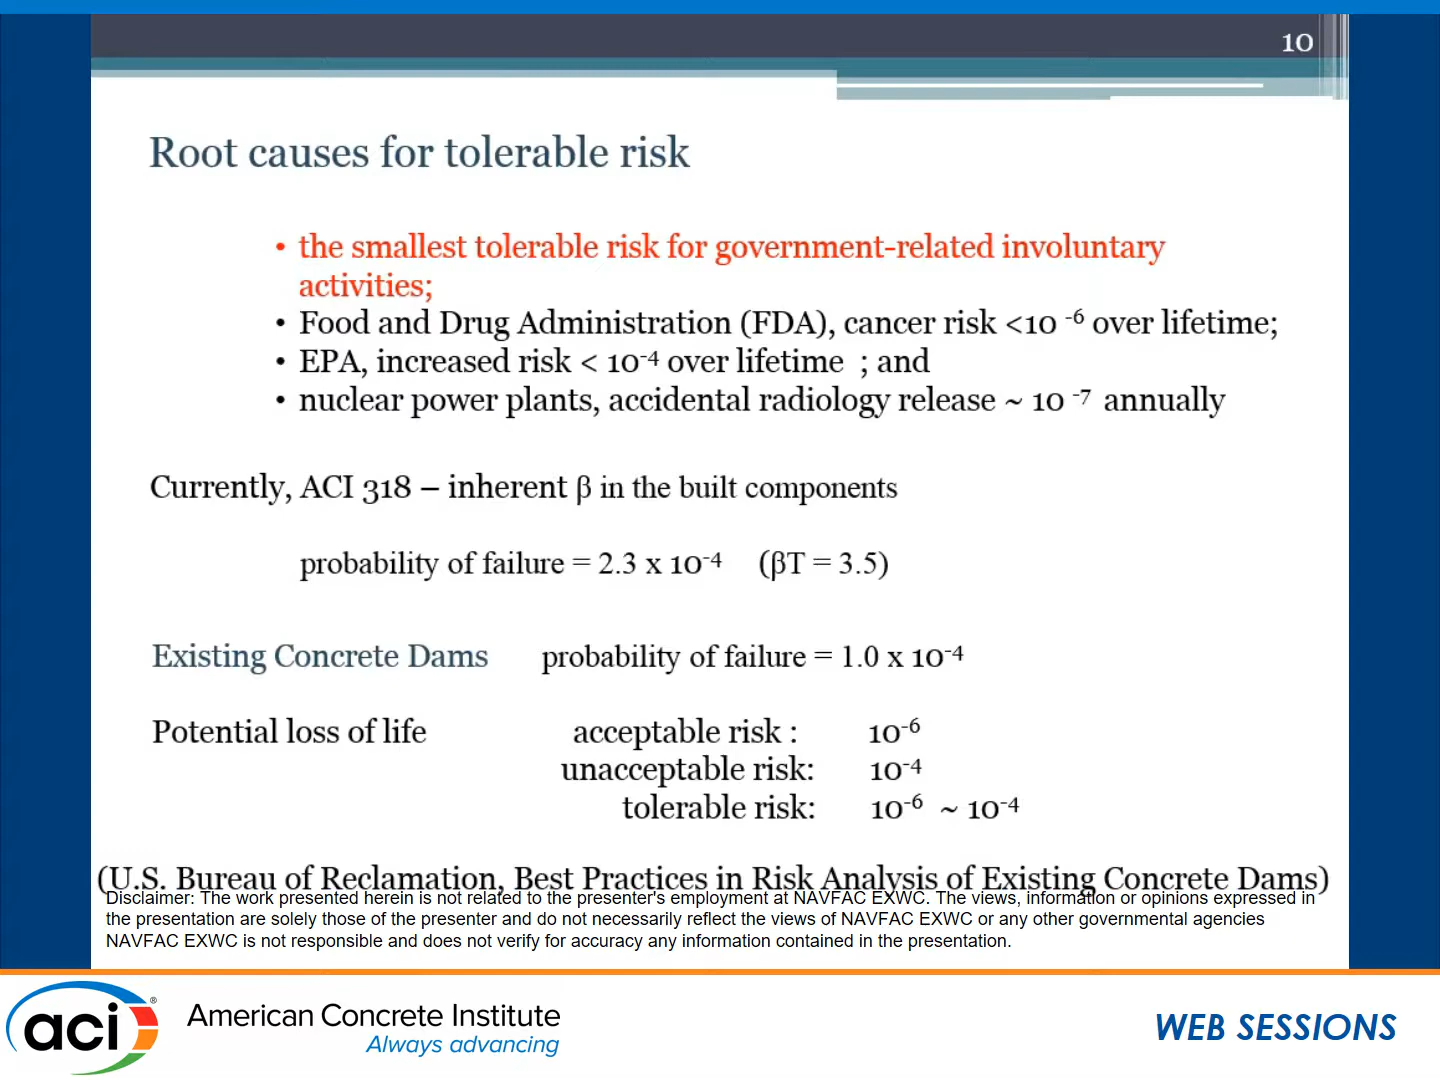 10
Root causes for tolerable risk
• the smallest tolerable risk for government-related involuntary
activities;
• Food and Drug Administration (FDA), cancer risk <10 ⁻⁶ over lifetime;
• EPA, increased risk < 10⁻⁴ over lifetime ; and
• nuclear power plants, accidental radiology release ~ 10 ⁻⁷ annually
Currently, ACI 318 – inherent β in the built components
probability of failure = 2.3 x 10⁻⁴ (βT = 3.5)
Existing Concrete Dams probability of failure = 1.0 x 10⁻⁴
Potential loss of life acceptable risk : 10⁻⁶
unacceptable risk: 10⁻⁴
tolerable risk: 10⁻⁶ ~ 10⁻⁴
(U.S. Bureau of Reclamation, Best Practices in Risk Analysis of Existing Concrete Dams)
Disclaimer: The work presented herein is not related to the presenter's employment at NAVFAC EXWC. The views, information or opinions expressed in
the presentation are solely those of the presenter and do not necessarily reflect the views of NAVFAC EXWC or any other governmental agencies
NAVFAC EXWC is not responsible and does not verify for accuracy any information contained in the presentation.
aci®
American Concrete Institute
Always advancing
WEB SESSIONS